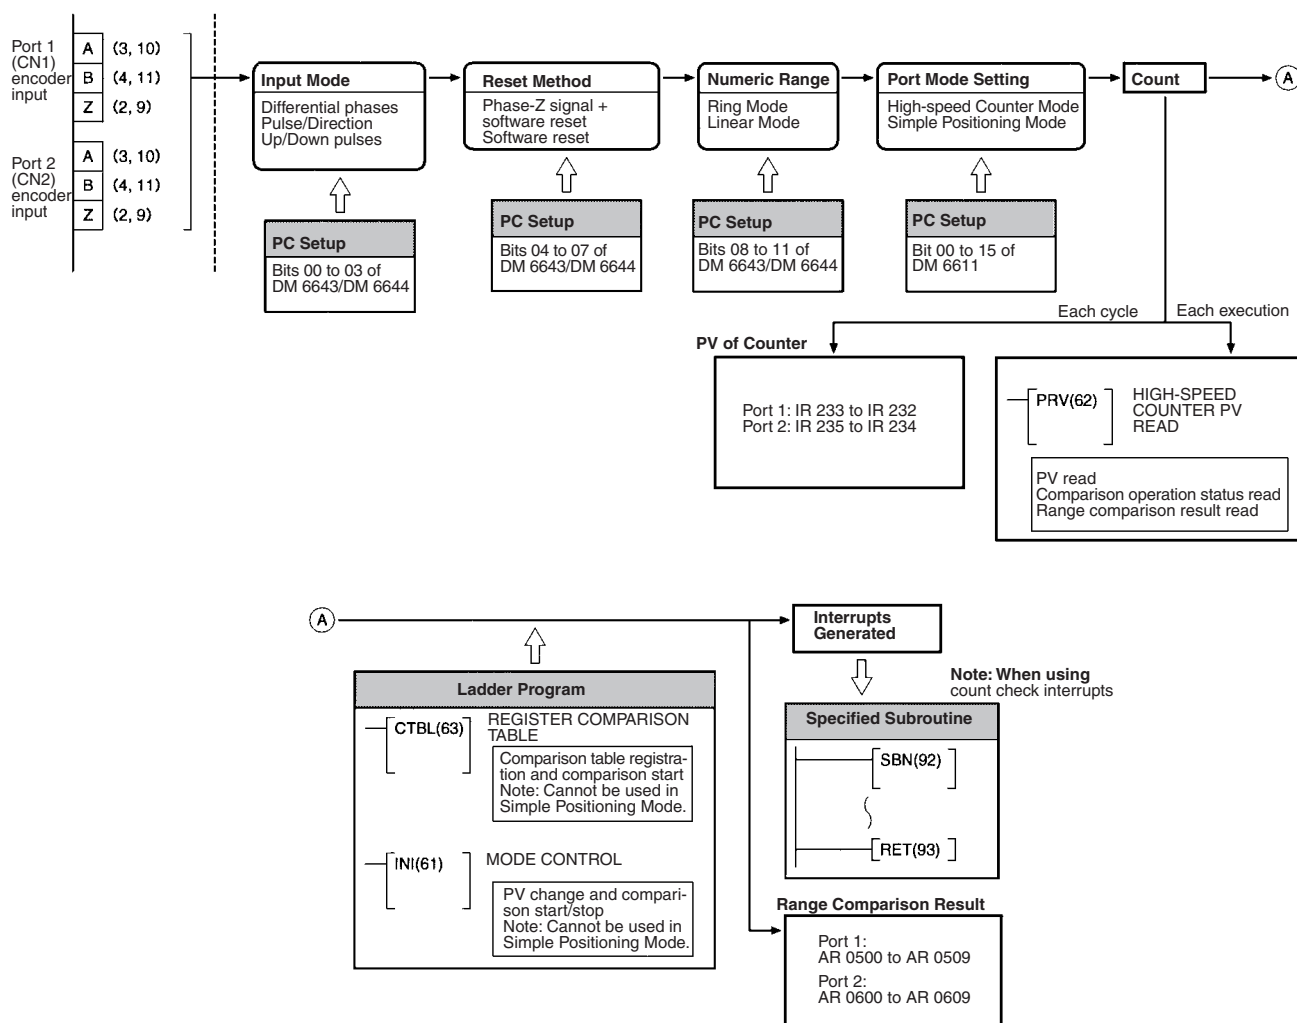 Port 1
(CN1)
encoder
input
A (3, 10)
B (4, 11)
Z (2, 9)
Port 2
(CN2)
encoder
input
A (3, 10)
B (4, 11)
Z (2, 9)
Input Mode
Differential phases
Pulse/Direction
Up/Down pulses
PC Setup
Bits 00 to 03 of
DM 6643/DM 6644
Reset Method
Phase-Z signal +
software reset
Software reset
PC Setup
Bits 04 to 07 of
DM 6643/DM 6644
Numeric Range
Ring Mode
Linear Mode
PC Setup
Bits 08 to 11 of
DM 6643/DM 6644
Port Mode Setting
High-speed Counter Mode
Simple Positioning Mode
PC Setup
Bit 00 to 15 of
DM 6611
Count
A
Each cycle
Each execution
PV of Counter
Port 1: IR 233 to IR 232
Port 2: IR 235 to IR 234
PRV(62)
HIGH-SPEED
COUNTER PV
READ
PV read
Comparison operation status read
Range comparison result read
A
Interrupts
Generated
Ladder Program
CTBL(63)
REGISTER COMPARISON
TABLE
Comparison table registra-
tion and comparison start
Note: Cannot be used in
Simple Positioning Mode.
INI(61)
MODE CONTROL
PV change and compari-
son start/stop
Note: Cannot be used in
Simple Positioning Mode.
Note: When using
count check interrupts
Specified Subroutine
SBN(92)
RET(93)
Range Comparison Result
Port 1:
AR 0500 to AR 0509
Port 2:
AR 0600 to AR 0609